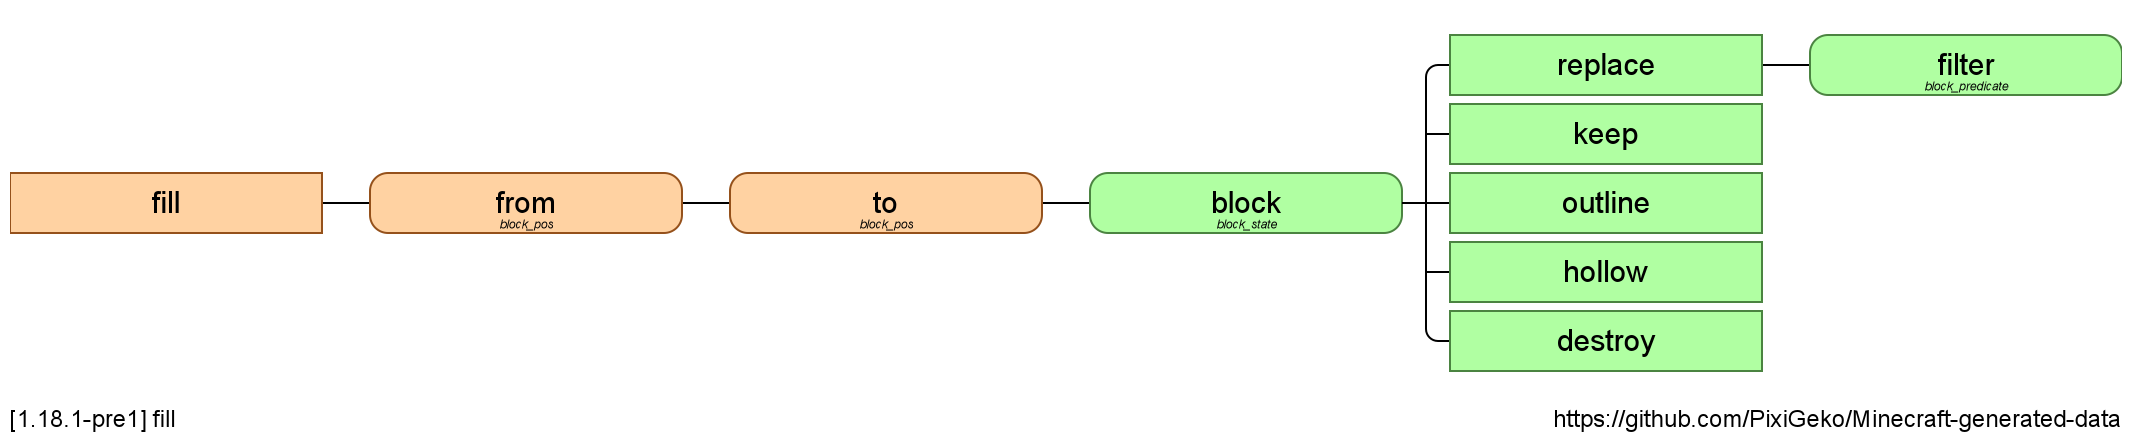 fill
from
block_pos
to
block_pos
block
block_state
replace
filter
block_predicate
keep
outline
hollow
destroy
[1.18.1-pre1] fill
https://github.com/PixiGeko/Minecraft-generated-data